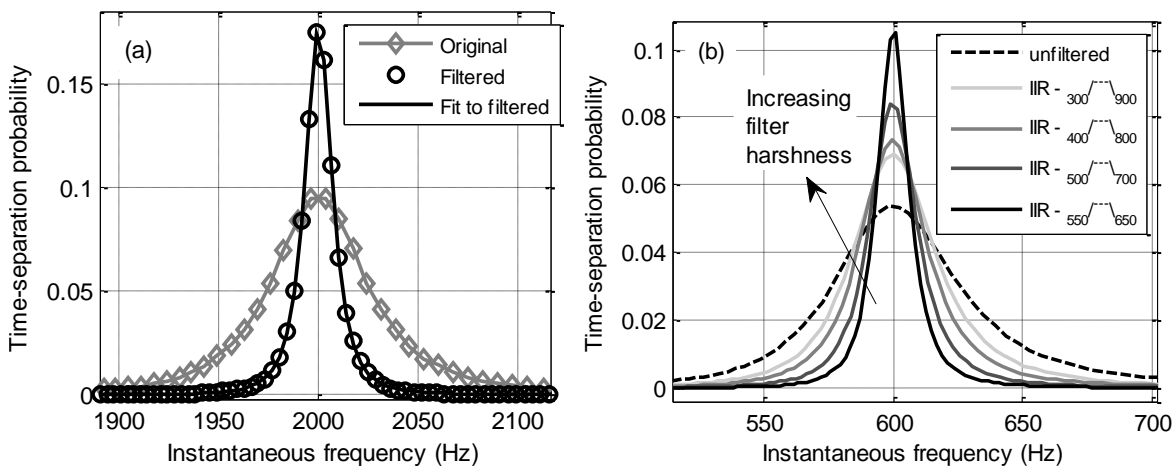 (a)
Original
Filtered
Fit to filtered
Time-separation probability
0.15
0.1
0.05
0
1900
1950
2000
2050
2100
Instantaneous frequency (Hz)
(b)
unfiltered
IIR - 300 900
IIR - 400 800
IIR - 500 700
IIR - 550 650
Increasing
filter
harshness
Time-separation probability
0.1
0.08
0.06
0.04
0.02
0
550
600
650
700
Instantaneous frequency (Hz)